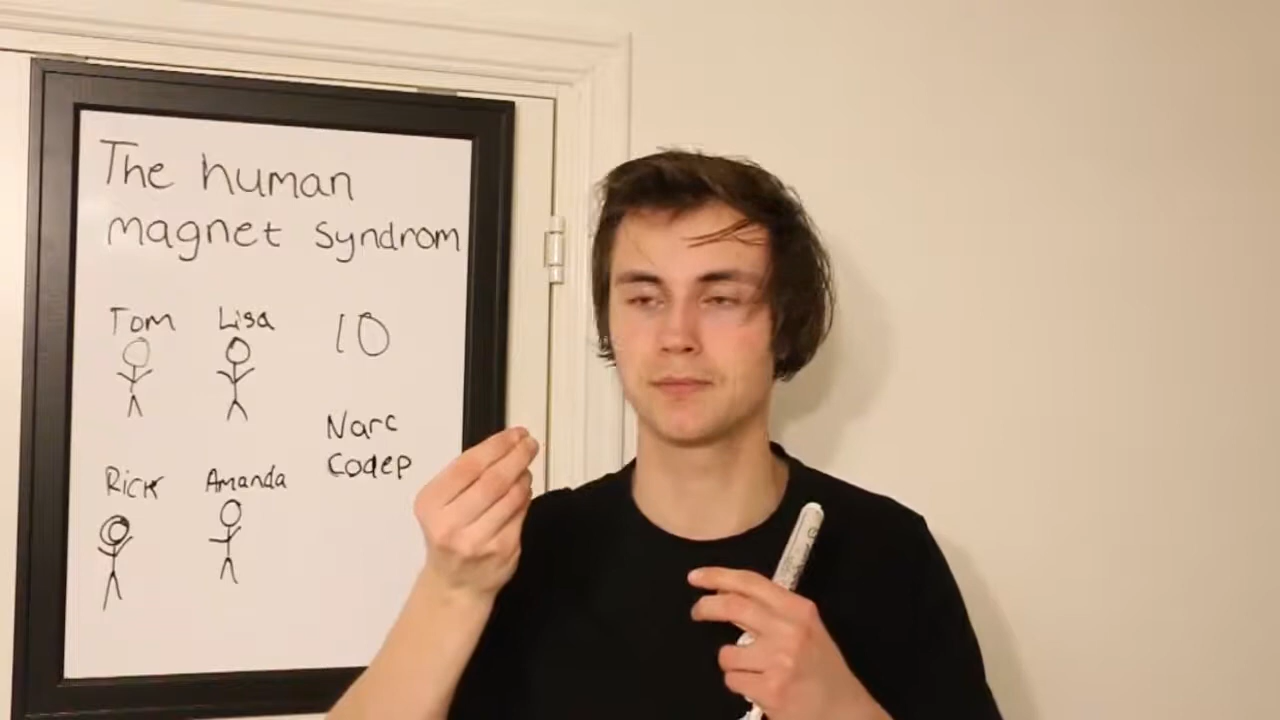 The human
magnet syndrom
Tom Lisa
10
Narc
Codep
Rick Amanda